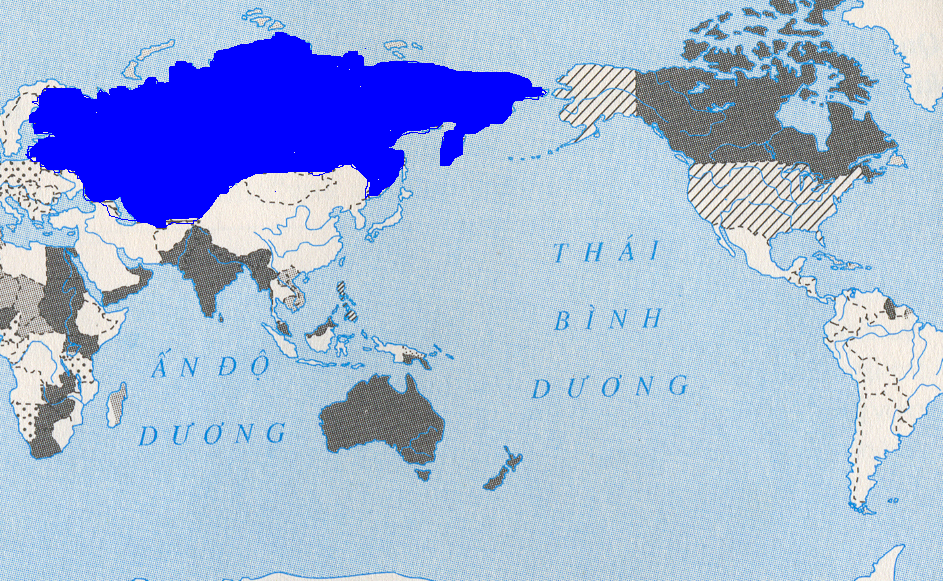 THÁI
BÌNH
DƯƠNG
ẤN ĐỘ
DƯƠNG